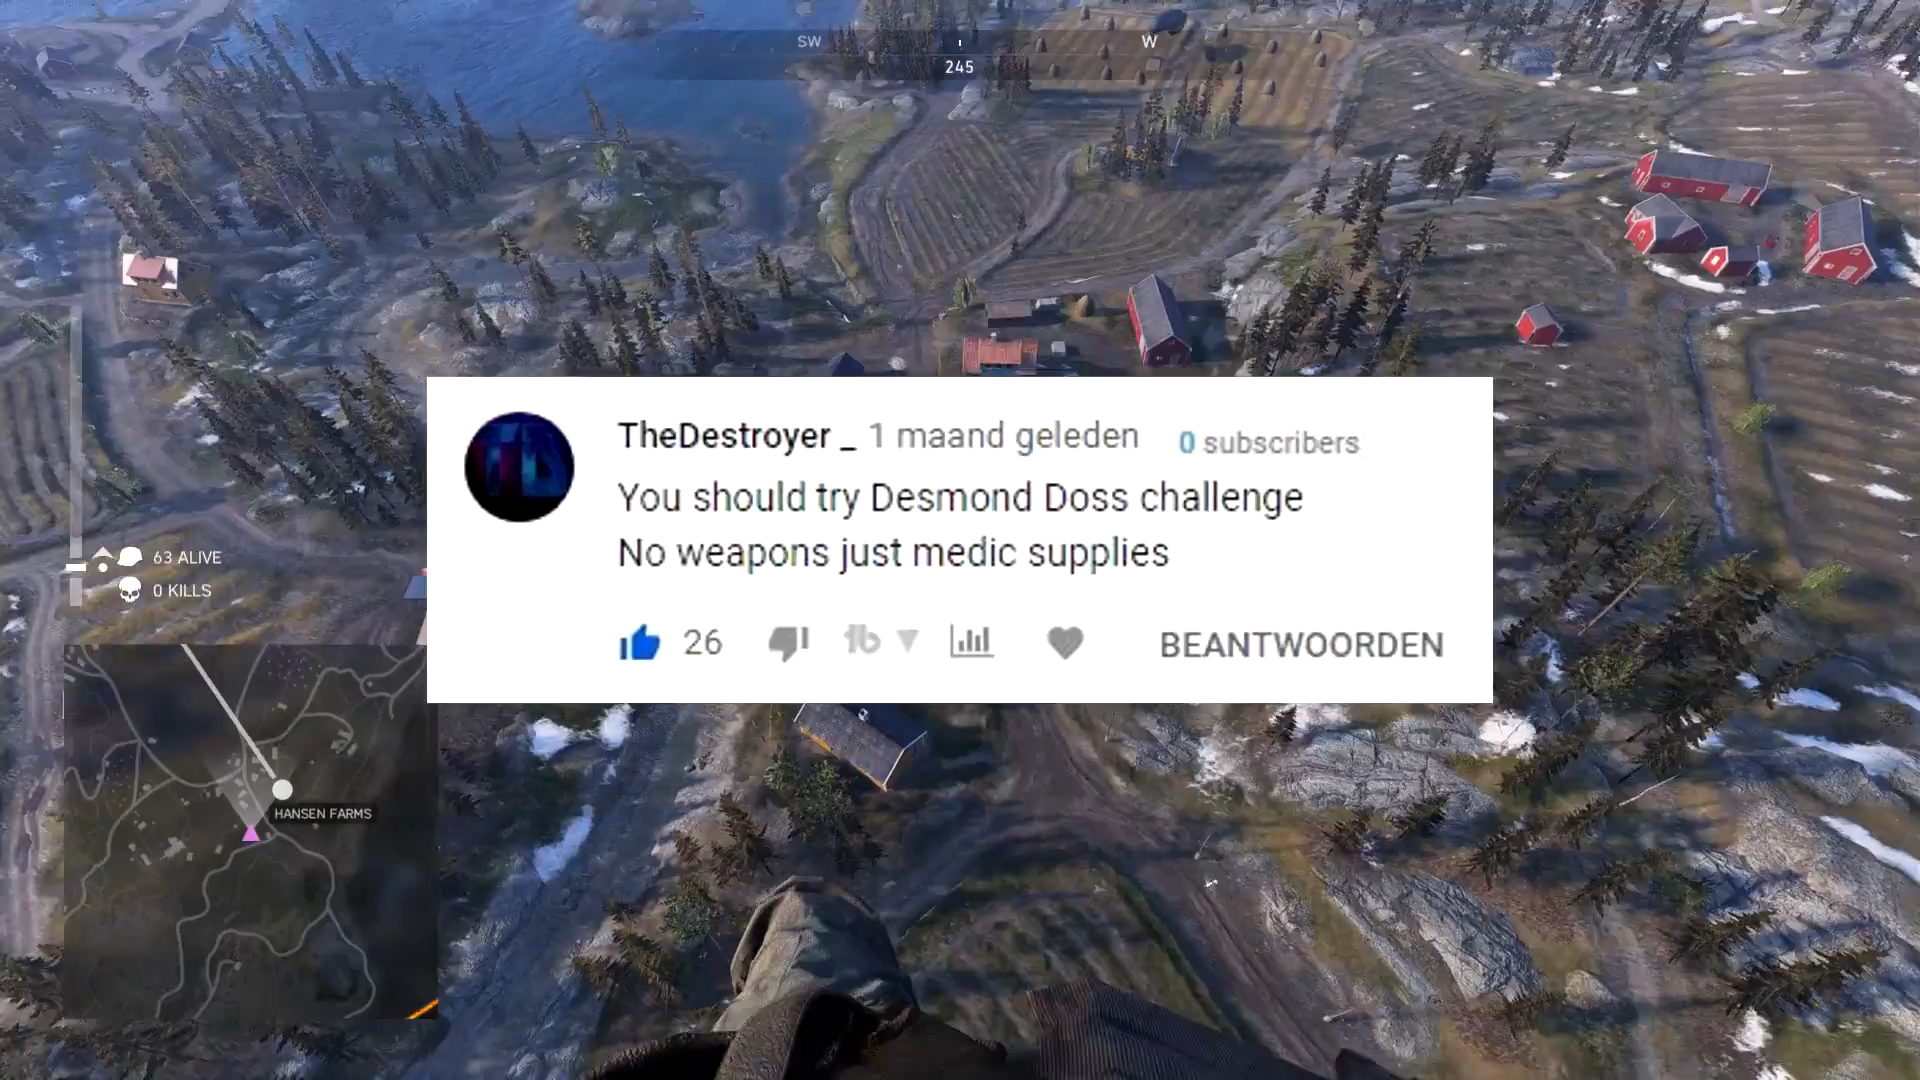 SW
W
245
TheDestroyer _ 1 maand geleden 0 subscribers
You should try Desmond Doss challenge
No weapons just medic supplies
63 ALIVE
0 KILLS
26
BEANTWOORDEN
HANSEN FARMS